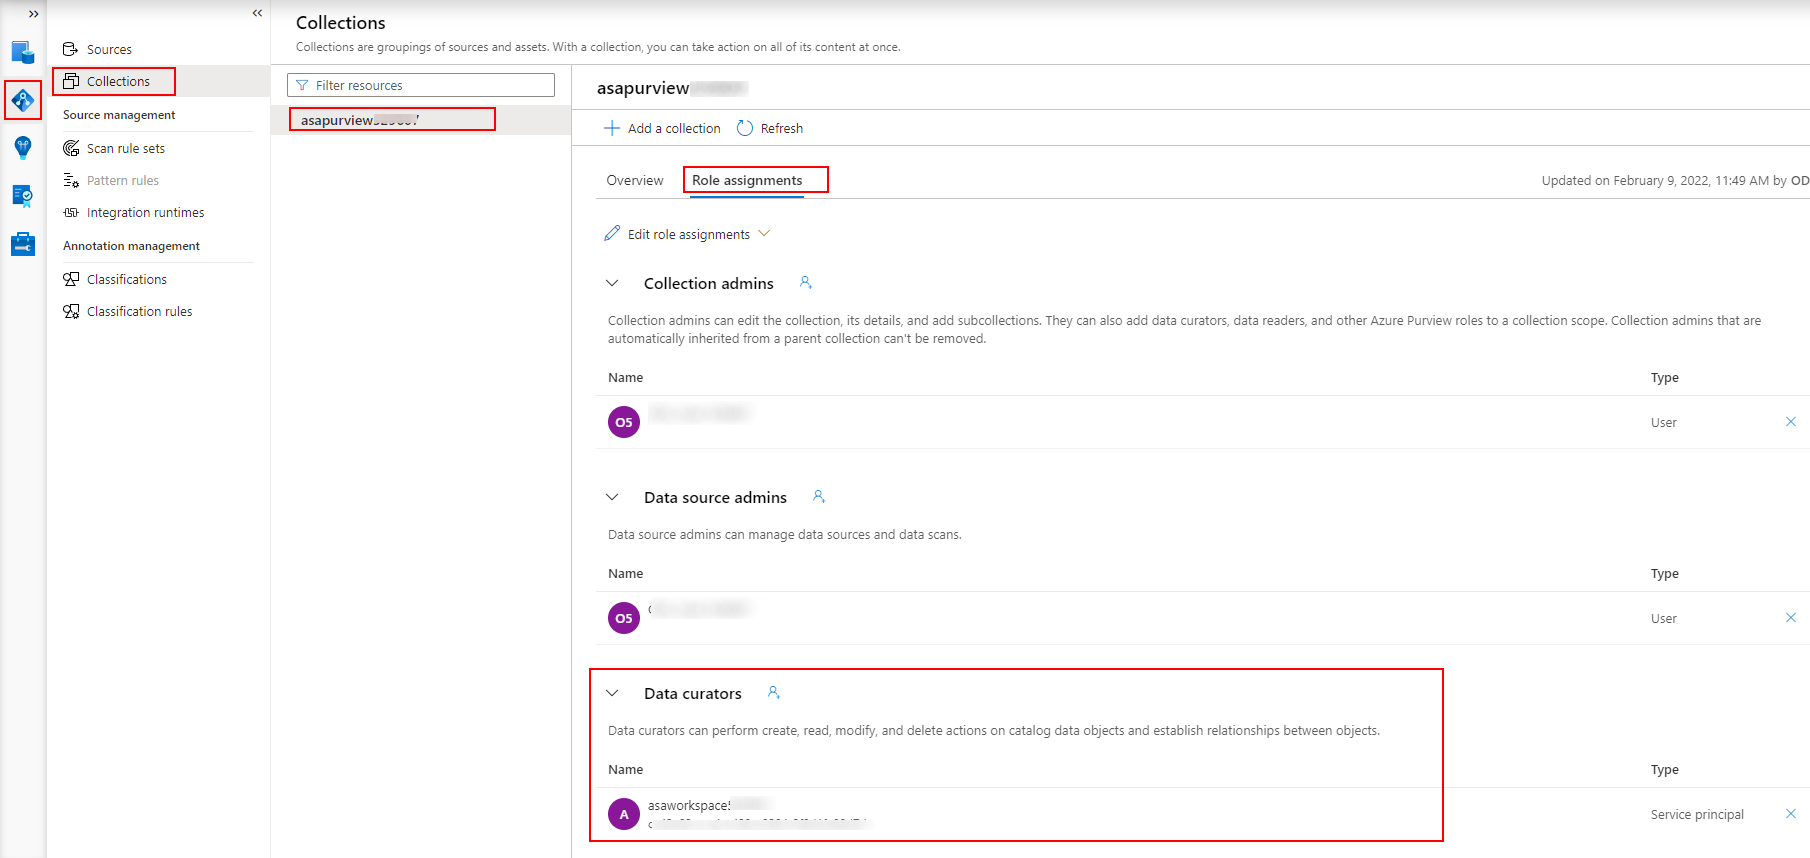 Sources
Collections
Source management
Scan rule sets
Pattern rules
Integration runtimes
Annotation management
Classifications
Classification rules
Collections
Collections are groupings of sources and assets. With a collection, you can take action on all of its content at once.
Filter resources
asapurview
asapurview
Add a collection
Refresh
Overview
Role assignments
Updated on February 9, 2022, 11:49 AM by OD
Edit role assignments
Collection admins
Collection admins can edit the collection, its details, and add subcollections. They can also add data curators, data readers, and other Azure Purview roles to a collection scope. Collection admins that are
automatically inherited from a parent collection can't be removed.
Name Type
O5 User
Data source admins
Data source admins can manage data sources and data scans.
Name Type
O5 User
Data curators
Data curators can perform create, read, modify, and delete actions on catalog data objects and establish relationships between objects.
Name Type
A asaworkspace Service principal